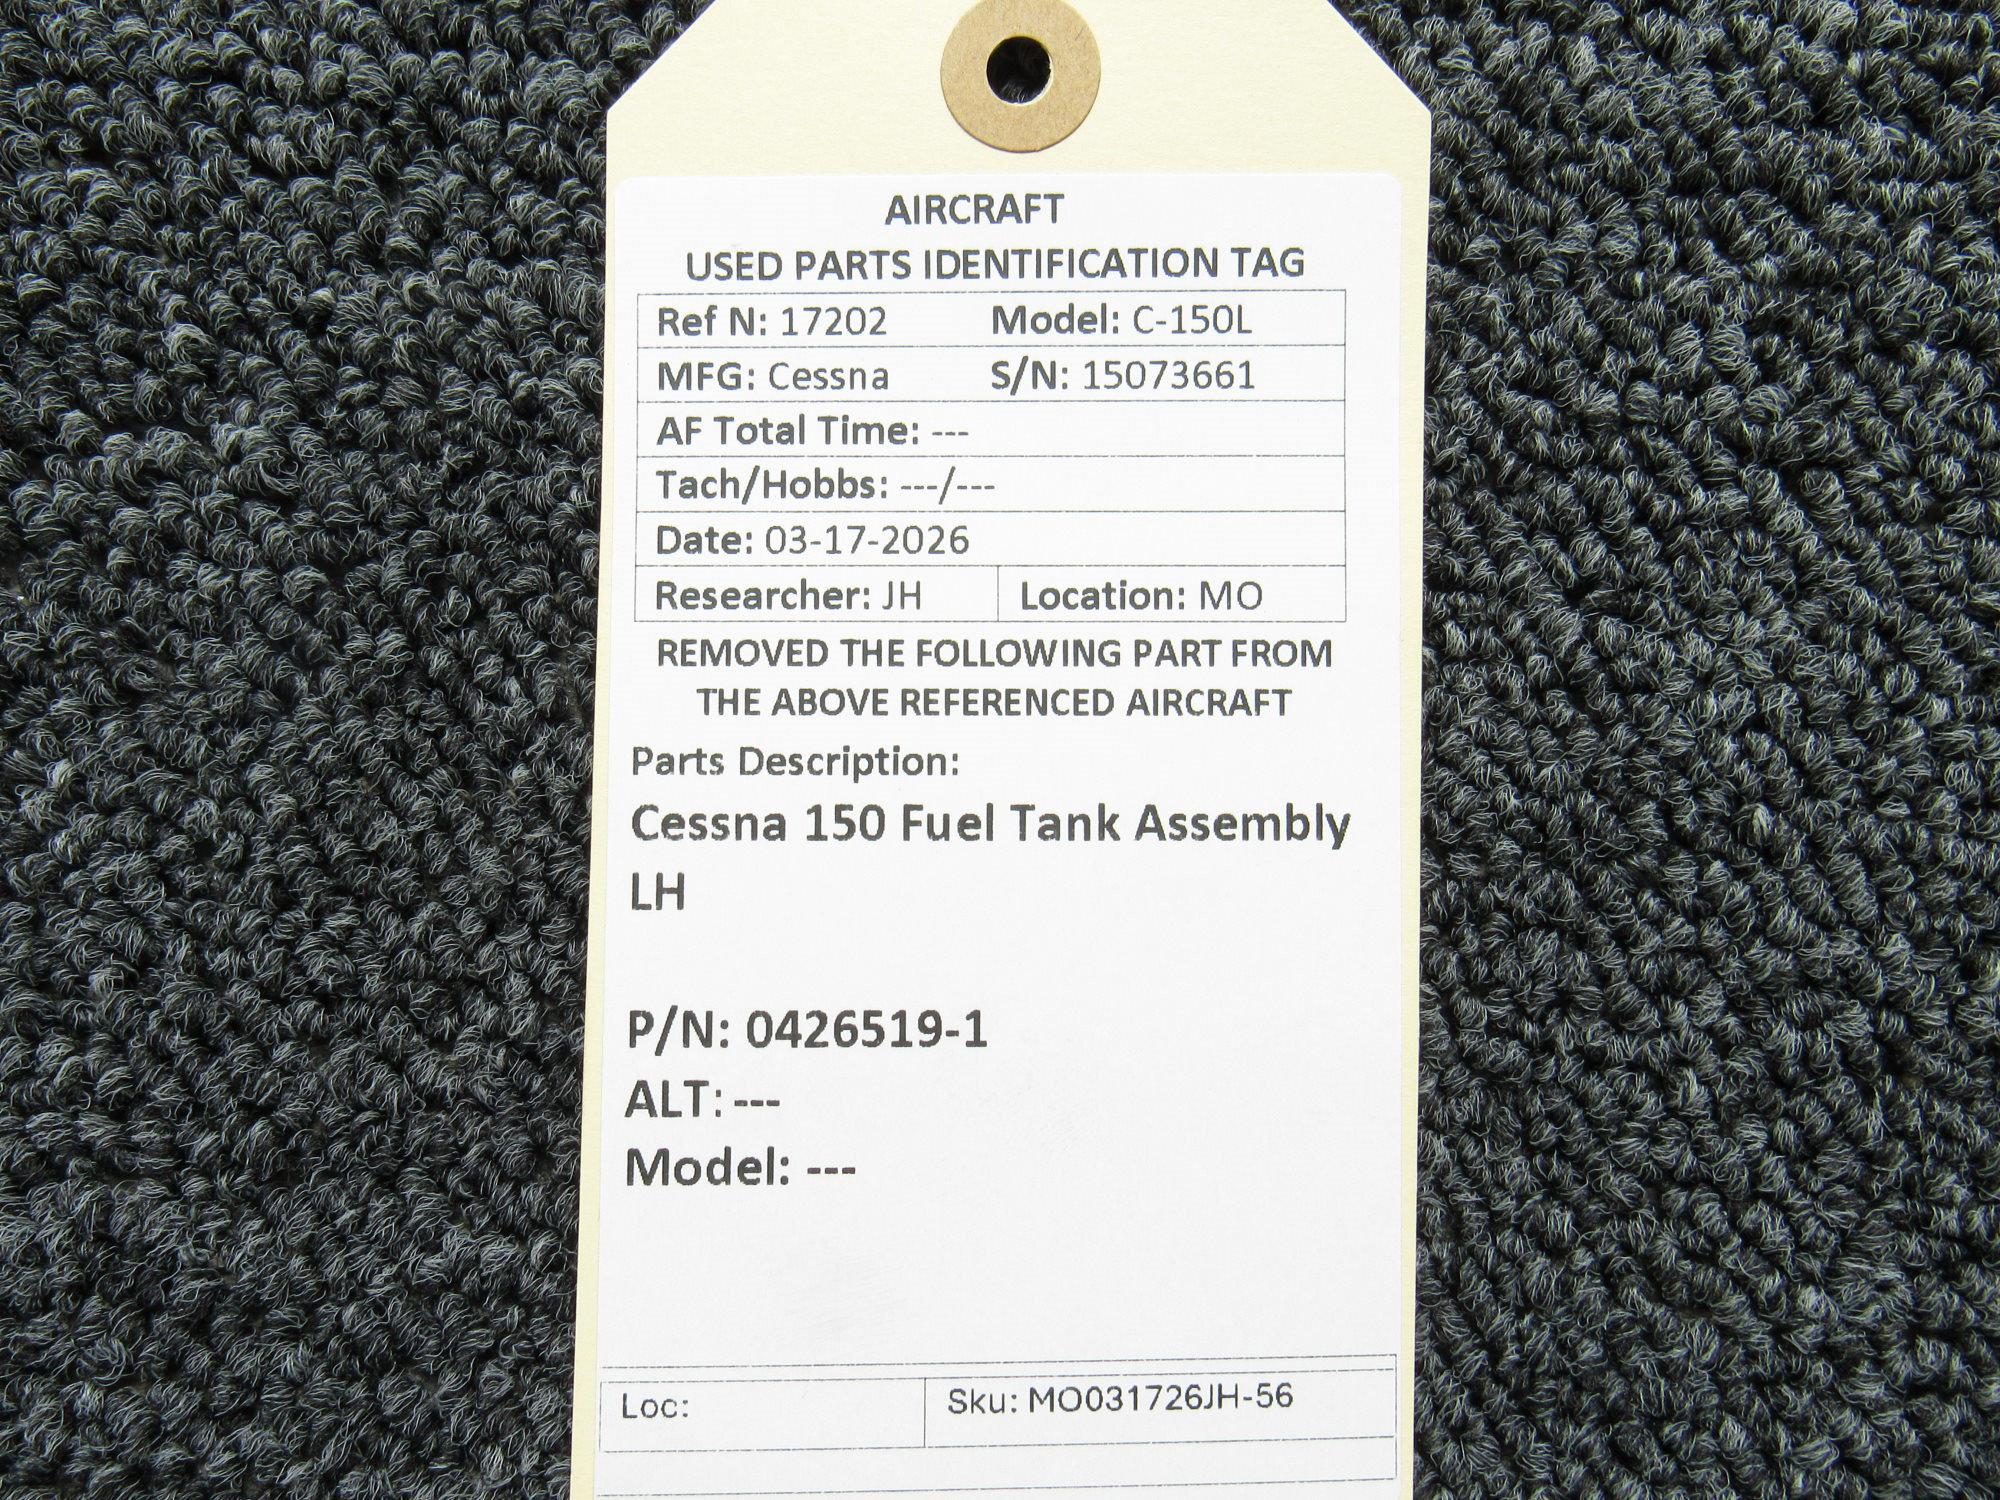 AIRCRAFT
USED PARTS IDENTIFICATION TAG
Ref N: 17202 Model: C-150L
MFG: Cessna S/N: 15073661
AF Total Time: ---
Tach/Hobbs: ---/---
Date: 03-17-2026
Researcher: JH Location: MO
REMOVED THE FOLLOWING PART FROM
THE ABOVE REFERENCED AIRCRAFT
Parts Description:
Cessna 150 Fuel Tank Assembly
LH
P/N: 0426519-1
ALT: ---
Model: ---
Loc: Sku: MO031726JH-56